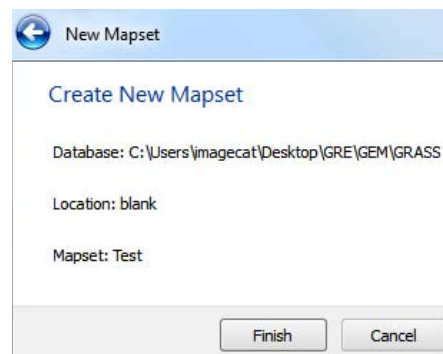 New Mapset
Create New Mapset
Database: C:\Users\imagecat\Desktop\GRE\GEM\GRASS
Location: blank
Mapset: Test
Finish Cancel